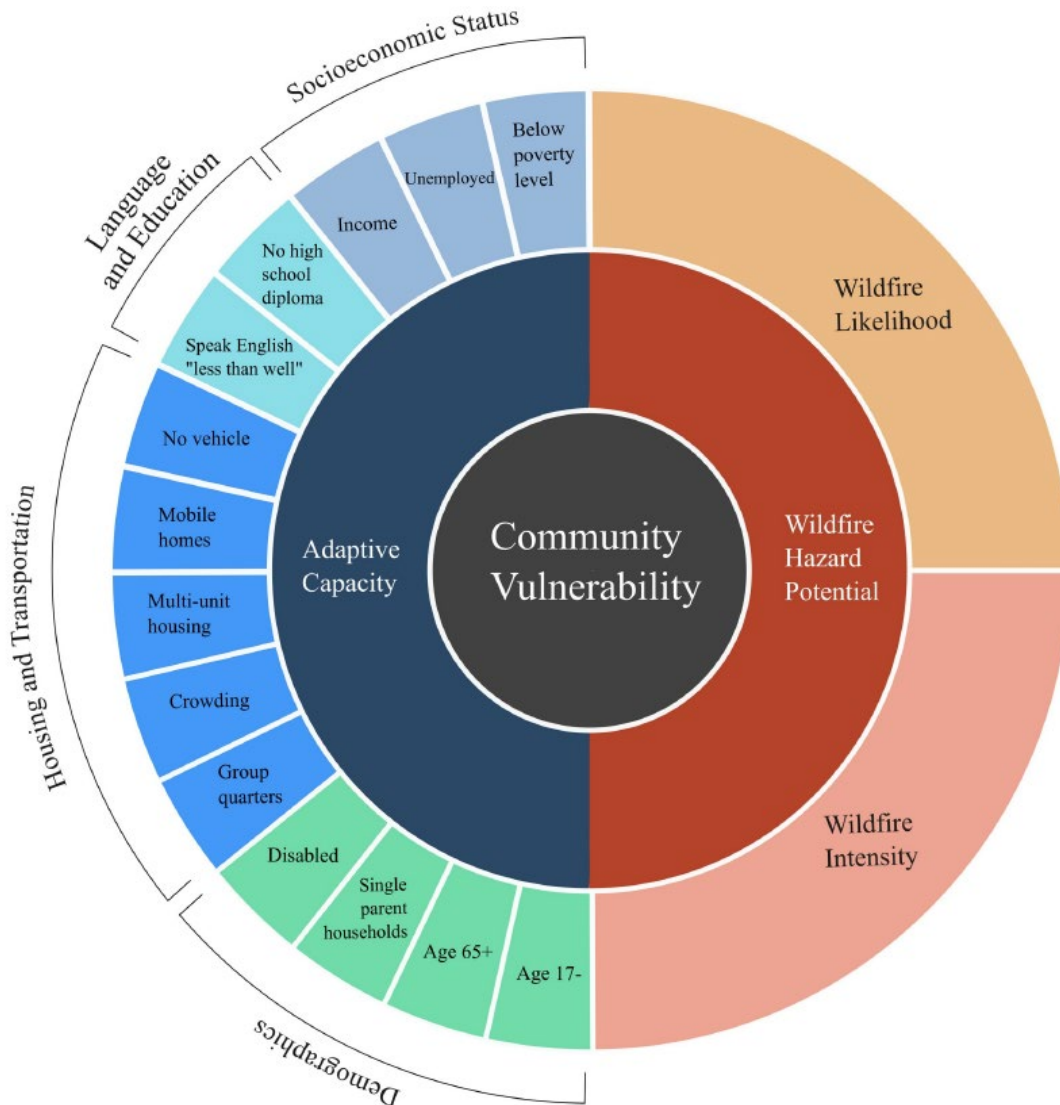 Socioeconomic Status
Language
and Education
Housing and Transportation
Demographics
Below
poverty
level
Unemployed
Income
No high
school
diploma
Speak English
"less than well"
No vehicle
Mobile
homes
Multi-unit
housing
Crowding
Group
quarters
Disabled
Single
parent
households
Age 65+
Age 17-
Adaptive
Capacity
Community
Vulnerability
Wildfire
Hazard
Potential
Wildfire
Likelihood
Wildfire
Intensity